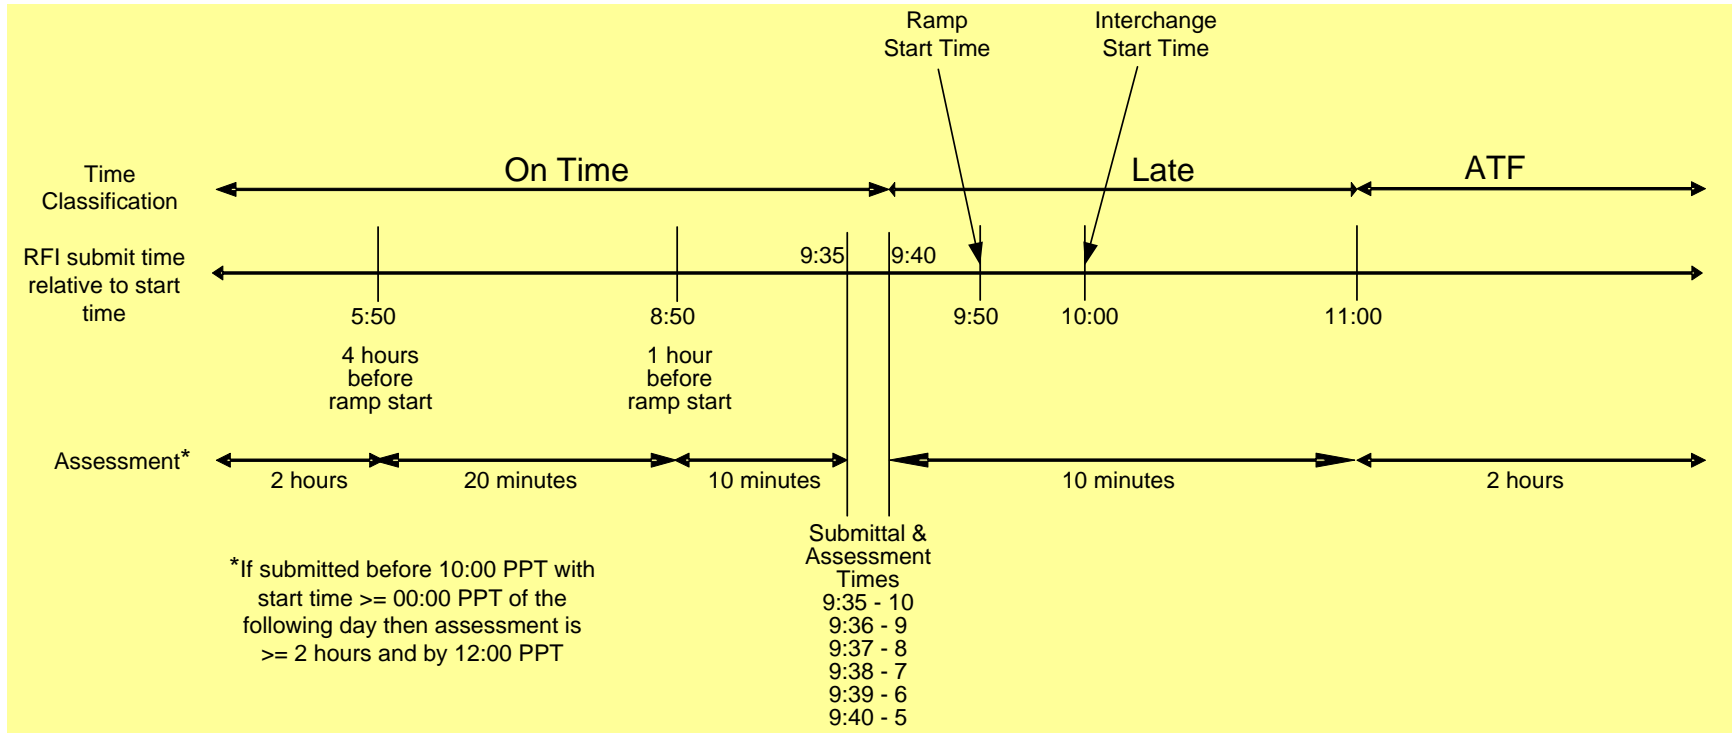 Ramp
Start Time
Interchange
Start Time
Time
Classification
On Time
Late
ATF
RFI submit time
relative to start
time
9:35
9:40
5:50
8:50
9:50
10:00
11:00
4 hours
before
ramp start
1 hour
before
ramp start
Assessment*
2 hours
20 minutes
10 minutes
10 minutes
2 hours
Submittal &
Assessment
Times
9:35 - 10
9:36 - 9
9:37 - 8
9:38 - 7
9:39 - 6
9:40 - 5
*If submitted before 10:00 PPT with
start time >= 00:00 PPT of the
following day then assessment is
>= 2 hours and by 12:00 PPT